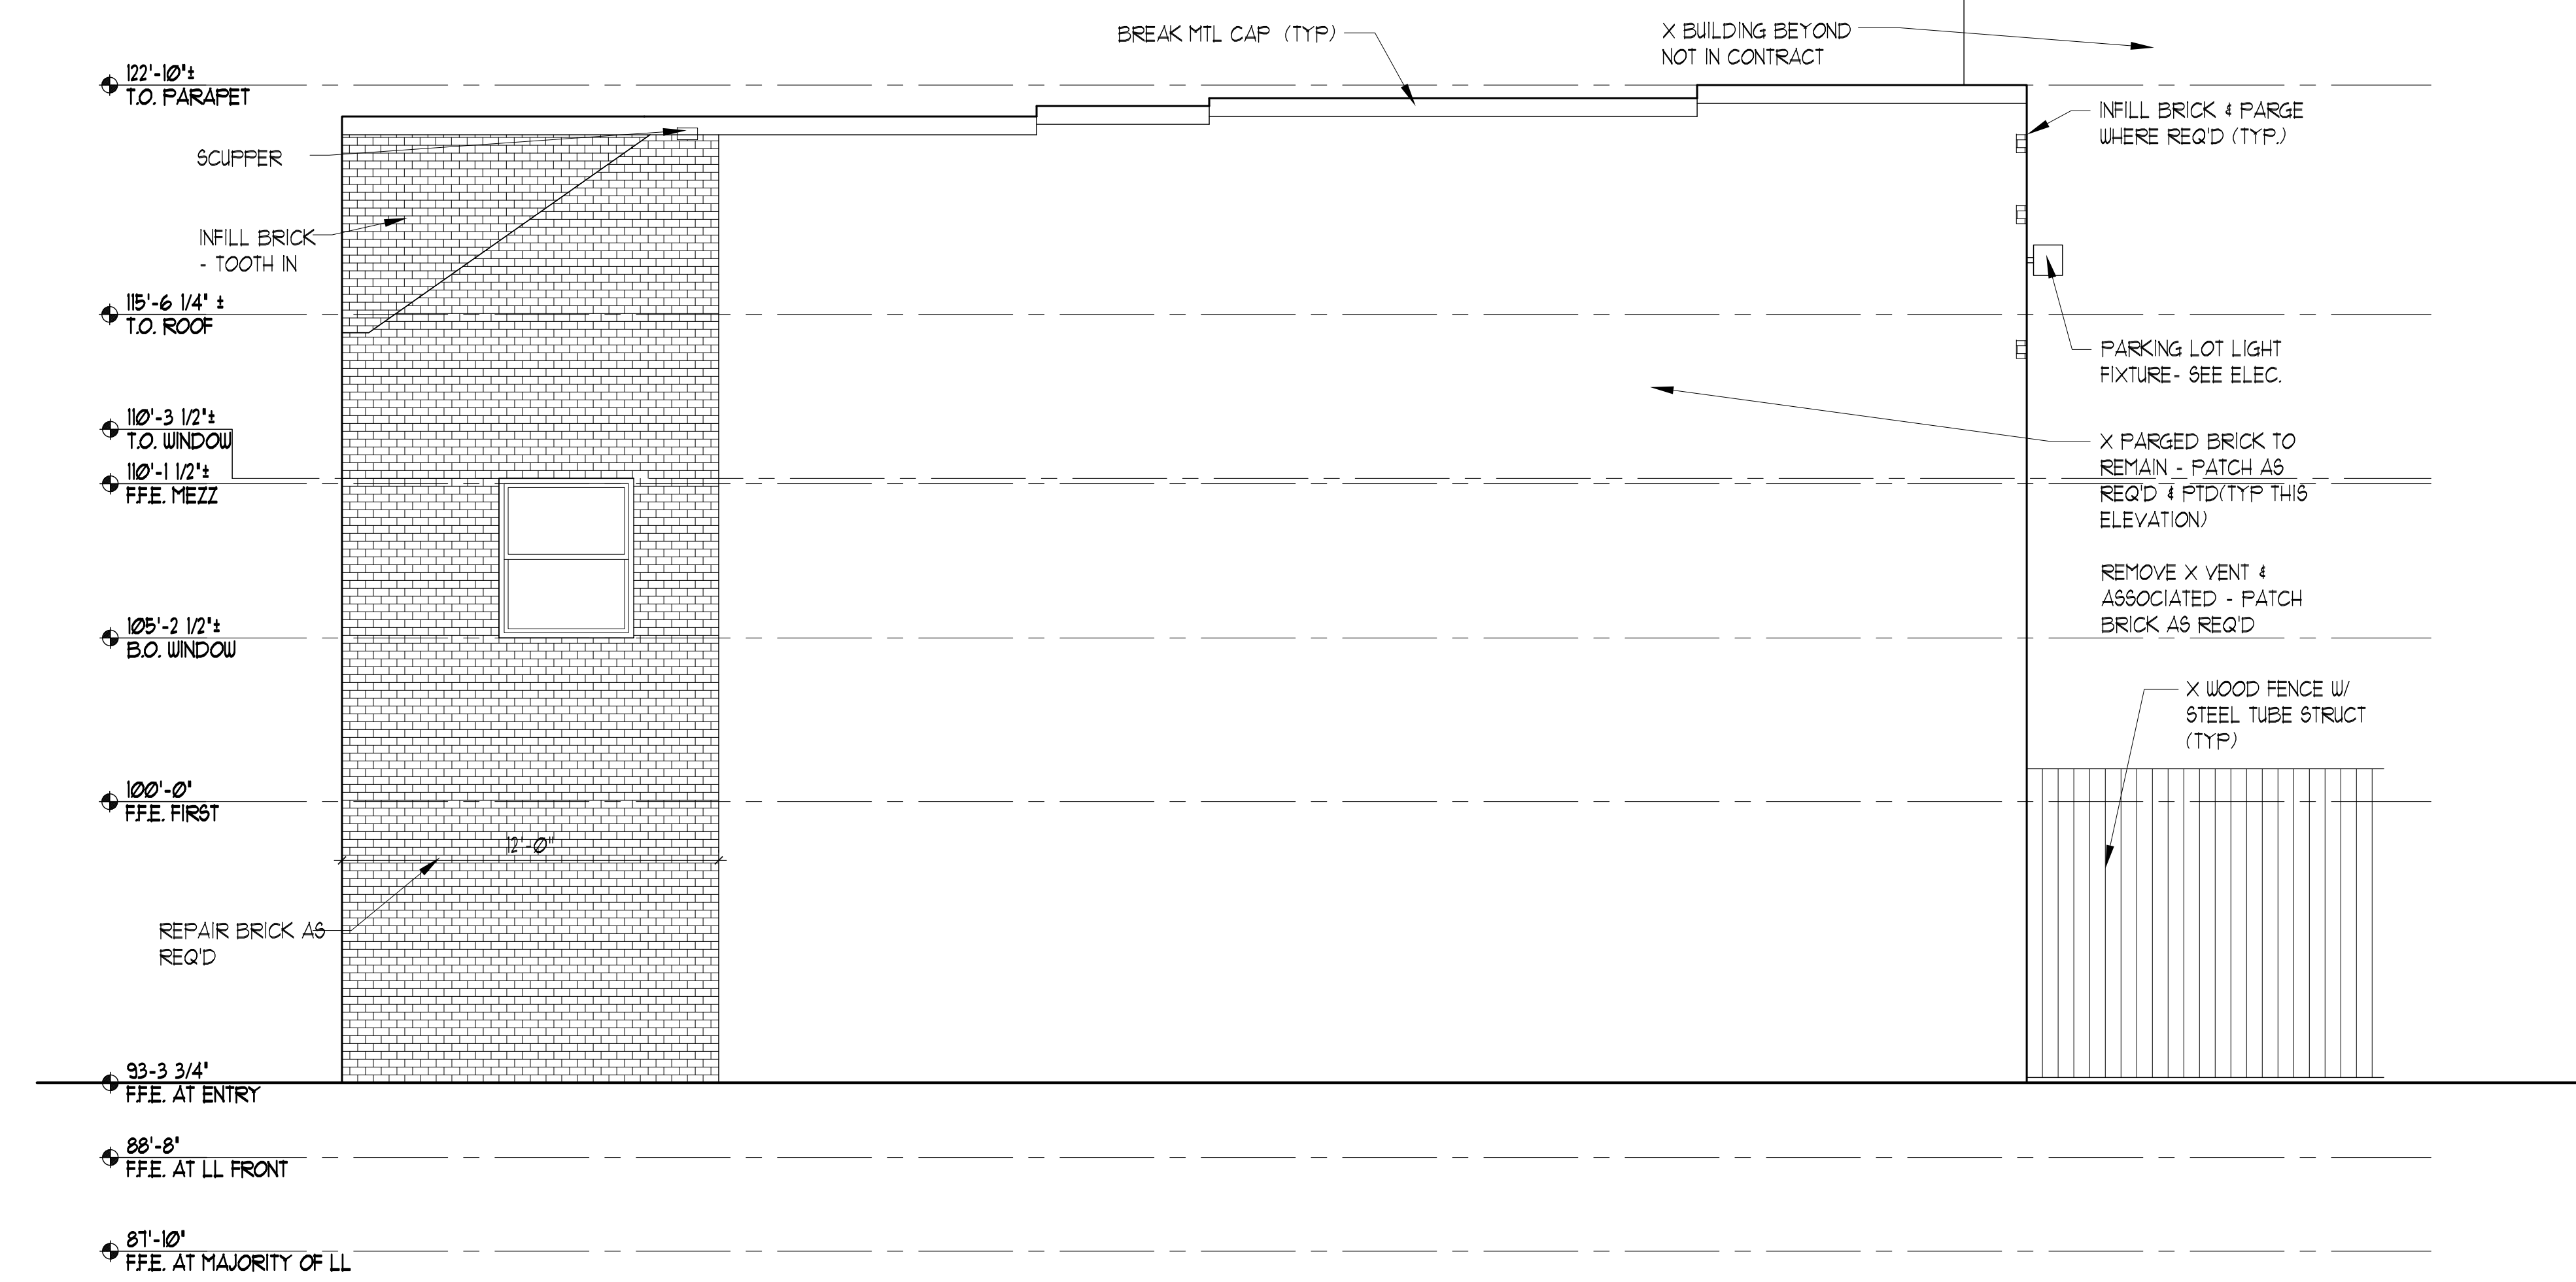 BREAK MTL CAP (TYP)
X BUILDING BEYOND
NOT IN CONTRACT
122'-10"±
T.O. PARAPET
INFILL BRICK & PARGE
WHERE REQ'D (TYP.)
SCUPPER
INFILL BRICK
- TOOTH IN
115'-6 1/4" ±
T.O. ROOF
PARKING LOT LIGHT
FIXTURE- SEE ELEC.
110'-3 1/2"±
T.O. WINDOW
110'-1 1/2"±
F.F.E. MEZZ
X PARGED BRICK TO
REMAIN - PATCH AS
REQ'D & PTD(TYP THIS
ELEVATION)
REMOVE X VENT &
ASSOCIATED - PATCH
BRICK AS REQ'D
105'-2 1/2"±
B.O. WINDOW
X WOOD FENCE W/
STEEL TUBE STRUCT
(TYP)
100'-0"
F.F.E. FIRST
12'-0"
REPAIR BRICK AS
REQ'D
93-3 3/4"
F.F.E. AT ENTRY
88'-8"
F.F.E. AT LL FRONT
87'-10"
F.F.E. AT MAJORITY OF LL